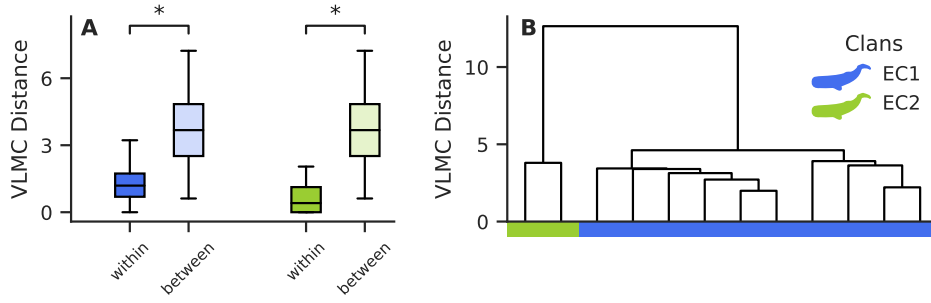 A
*
*
VLMC Distance
6
3
0
within
between
within
between
B
VLMC Distance
10
5
0
Clans
EC1
EC2